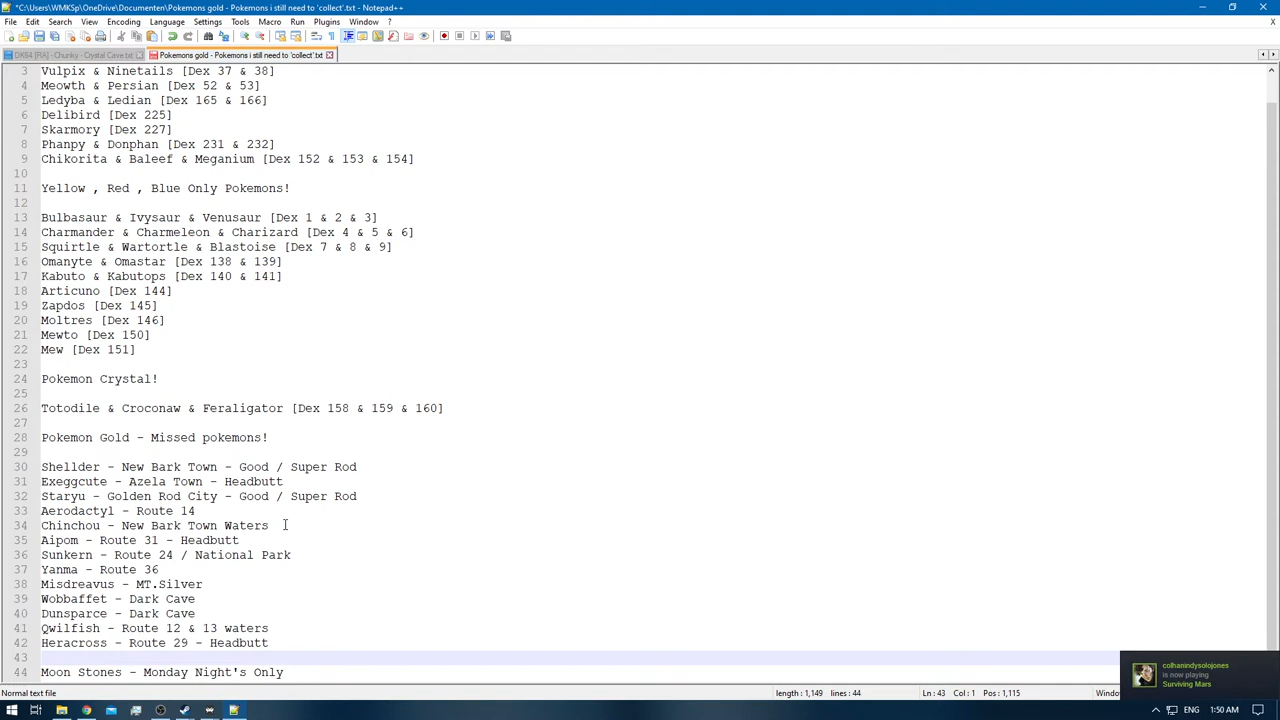 *C:\Users\WMKSp\OneDrive\Documenten\Pokemons gold - Pokemons i still need to 'collect'.txt - Notepad++
File Edit Search View Encoding Language Settings Tools Macro Run Plugins Window ?
DK64 [RA] - Chunky - Crystal Cave.txt Pokemons gold - Pokemons i still need to 'collect'.txt
3 Vulpix & Ninetails [Dex 37 & 38]
4 Meowth & Persian [Dex 52 & 53]
5 Ledyba & Ledian [Dex 165 & 166]
6 Delibird [Dex 225]
7 Skarmory [Dex 227]
8 Phanpy & Donphan [Dex 231 & 232]
9 Chikorita & Baleef & Meganium [Dex 152 & 153 & 154]
10
11 Yellow , Red , Blue Only Pokemons!
12
13 Bulbasaur & Ivysaur & Venusaur [Dex 1 & 2 & 3]
14 Charmander & Charmeleon & Charizard [Dex 4 & 5 & 6]
15 Squirtle & Wartortle & Blastoise [Dex 7 & 8 & 9]
16 Omanyte & Omastar [Dex 138 & 139]
17 Kabuto & Kabutops [Dex 140 & 141]
18 Articuno [Dex 144]
19 Zapdos [Dex 145]
20 Moltres [Dex 146]
21 Mewto [Dex 150]
22 Mew [Dex 151]
23
24 Pokemon Crystal!
25
26 Totodile & Croconaw & Feraligator [Dex 158 & 159 & 160]
27
28 Pokemon Gold - Missed pokemons!
29
30 Shellder - New Bark Town - Good / Super Rod
31 Exeggcute - Azela Town - Headbutt
32 Staryu - Golden Rod City - Good / Super Rod
33 Aerodactyl - Route 14
34 Chinchou - New Bark Town Waters
35 Aipom - Route 31 - Headbutt
36 Sunkern - Route 24 / National Park
37 Yanma - Route 36
38 Misdreavus - MT.Silver
39 Wobbaffet - Dark Cave
40 Dunsparce - Dark Cave
41 Qwilfish - Route 12 & 13 waters
42 Heracross - Route 29 - Headbutt
43
44 Moon Stones - Monday Night's Only
colhanindysolojones
is now playing
Surviving Mars
Normal text file length : 1,149 lines : 44 Ln : 43 Col : 1 Pos : 1,115 Window
ENG 1:50 AM